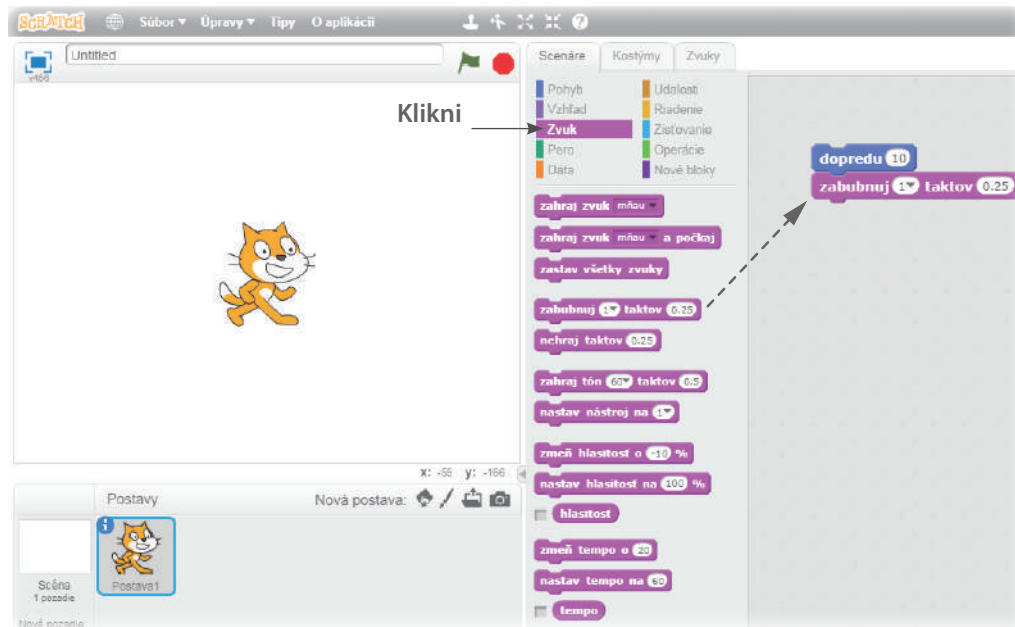 SCRATCH Súbor Úpravy Tipy O aplikácii
Untitled
v456
Scenáre Kostýmy Zvuky
Pohyb Udalosti
Vzhľad Riadenie
Klikni
Zvuk Zisťovanie
Pero Operácie
Dáta Nové bloky
dopredu 10
zabubnuj 1 taktov 0.25
zahraj zvuk mňau
zahraj zvuk mňau a počkaj
zastav všetky zvuky
zabubnuj 1 taktov 0.25
nehraj taktov 0.25
zahraj tón 60 taktov 0.5
nastav nástroj na 1
zmeň hlasitosť o -10 %
nastav hlasitosť na 100 %
hlasitosť
zmeň tempo o 20
nastav tempo na 60
tempo
x: -55 y: -166
Postavy Nová postava:
Scéna
1 pozadie
Postava1
Nové pozadie: